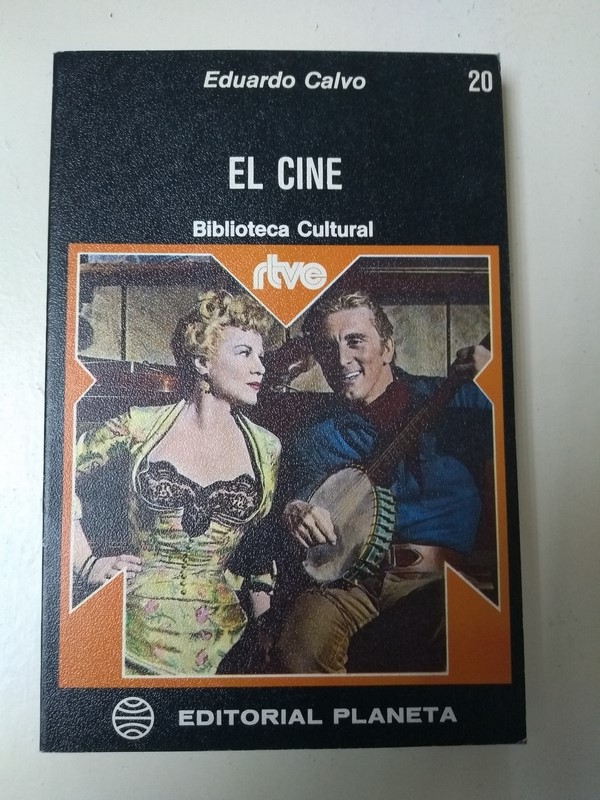 Eduardo Calvo
20
EL CINE
Biblioteca Cultural
rtve
EDITORIAL PLANETA